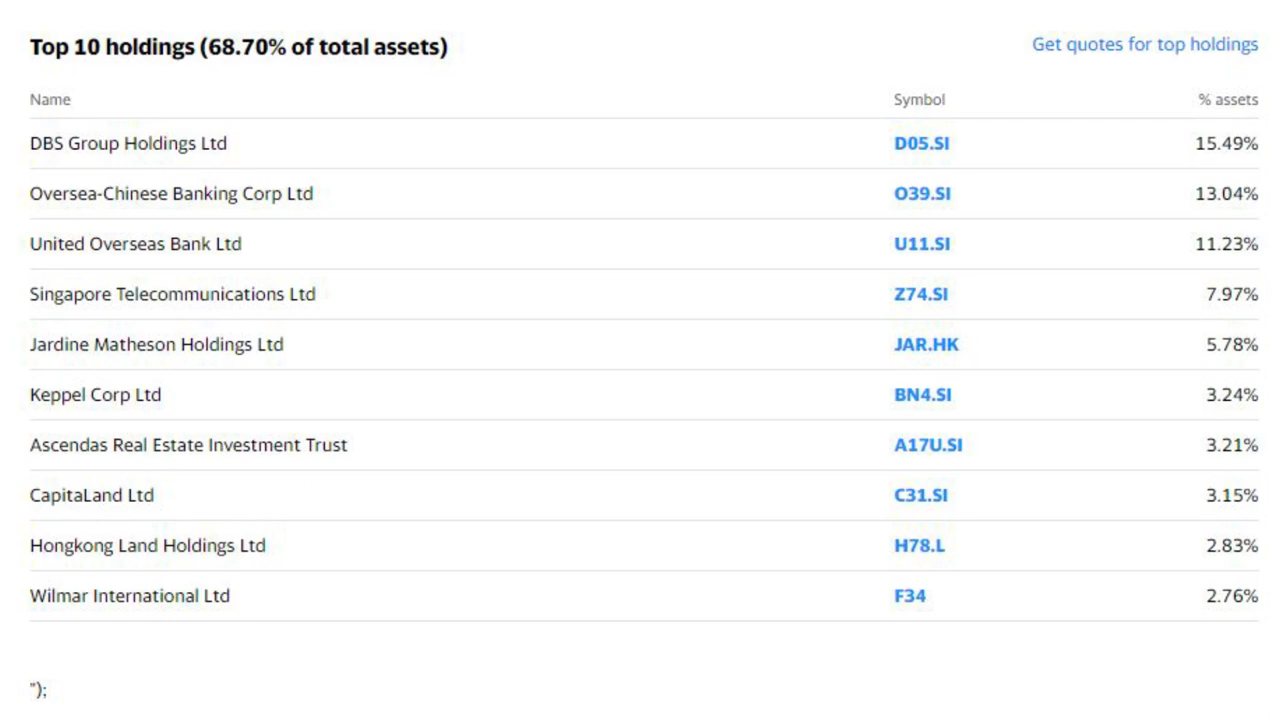 Top 10 holdings (68.70% of total assets) Get quotes for top holdings
Name Symbol % assets
DBS Group Holdings Ltd D05.SI 15.49%
Oversea-Chinese Banking Corp Ltd O39.SI 13.04%
United Overseas Bank Ltd U11.SI 11.23%
Singapore Telecommunications Ltd Z74.SI 7.97%
Jardine Matheson Holdings Ltd JAR.HK 5.78%
Keppel Corp Ltd BN4.SI 3.24%
Ascendas Real Estate Investment Trust A17U.SI 3.21%
CapitaLand Ltd C31.SI 3.15%
Hongkong Land Holdings Ltd H78.L 2.83%
Wilmar International Ltd F34 2.76%
");